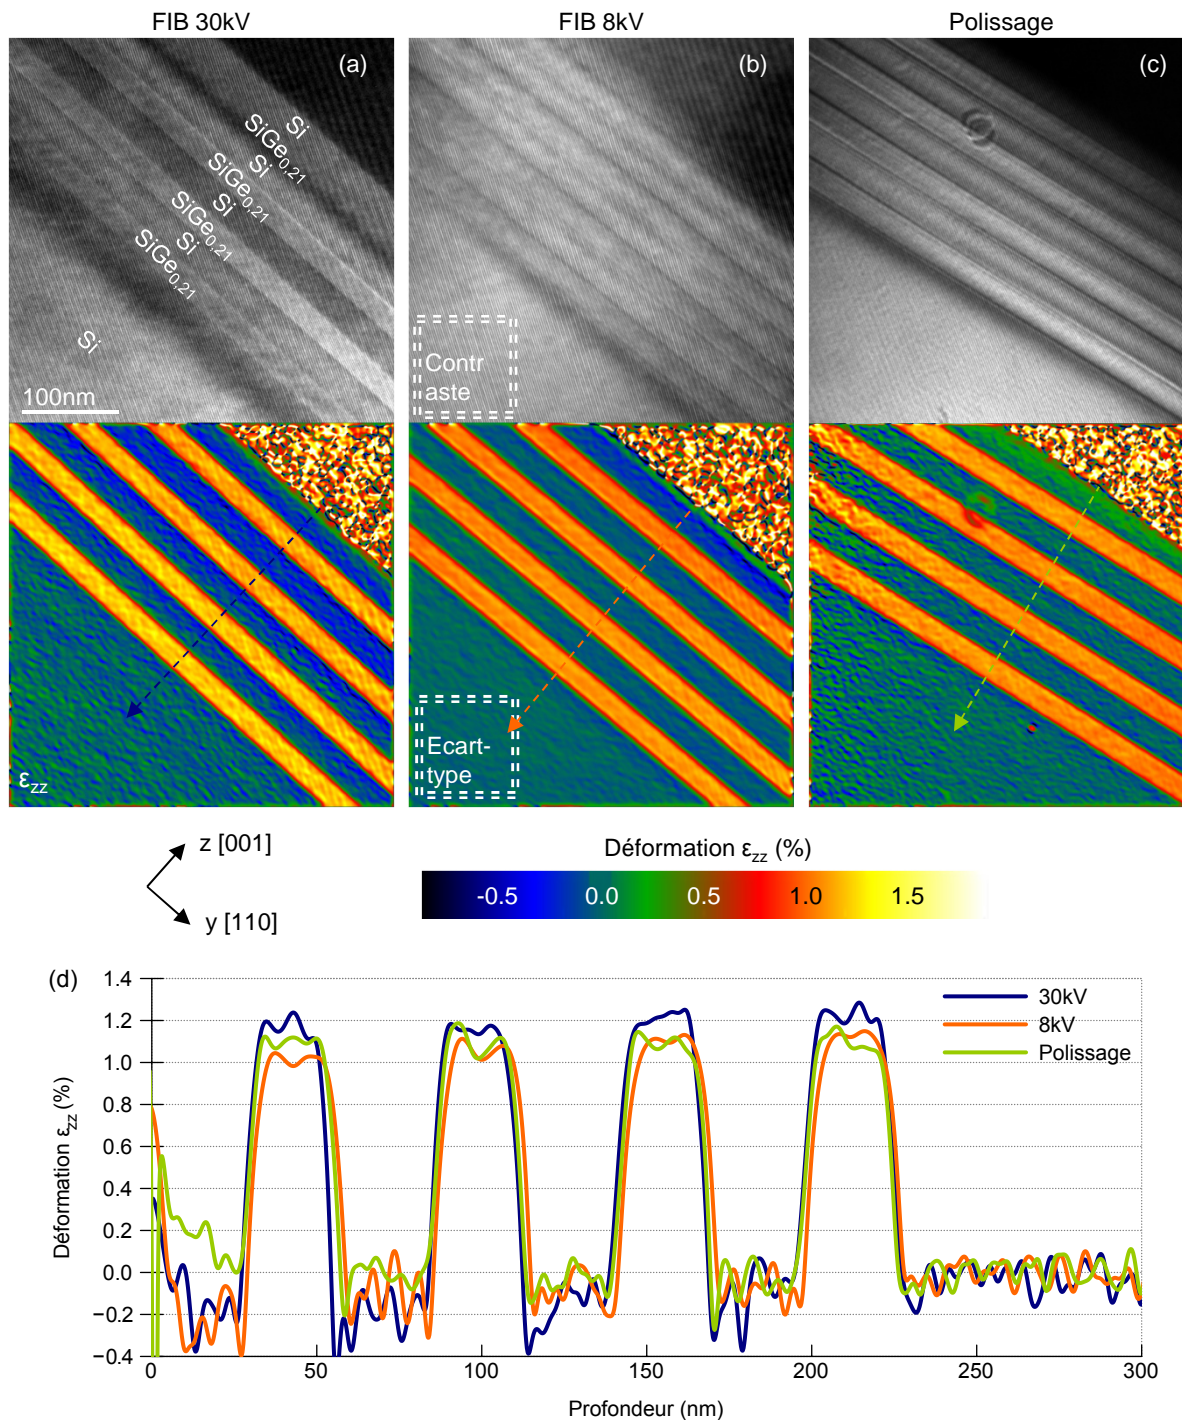 FIB 30kV
FIB 8kV
Polissage
(a)
(b)
(c)
Si
SiGe0,21
Si
SiGe0,21
Si
SiGe0,21
Si
SiGe0,21
Si
100nm
Contr
aste
εzz
Ecart-
type
z [001]
y [110]
Déformation εzz (%)
-0.5 0.0 0.5 1.0 1.5
(d)
Déformation εzz (%)
1.4
1.2
1.0
0.8
0.6
0.4
0.2
0.0
−0.2
−0.4
30kV
8kV
Polissage
0 50 100 150 200 250 300
Profondeur (nm)